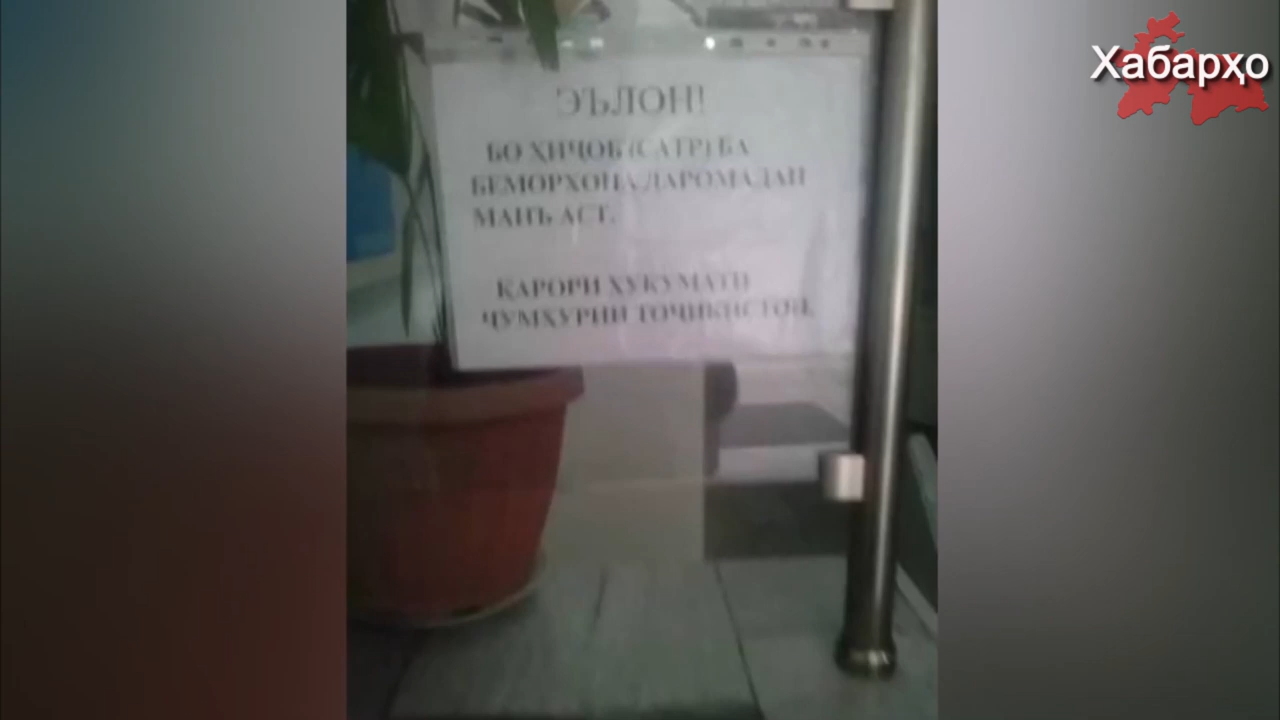 Хабарҳо
ЭЪЛОН!
БО ҲИҶОБ (САТР) БА
БЕМОРХОНА ДАРОМАДАН
МАНЪ АСТ.
ҚАРОРИ ҲУКУМАТИ
ҶУМҲУРИИ ТОҶИКИСТОН.